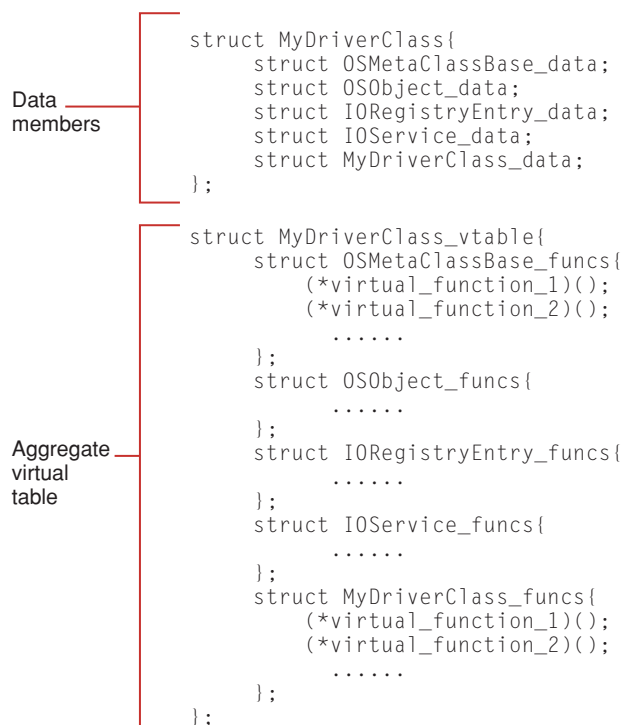 struct MyDriverClass{
struct OSMetaClassBase_data;
struct OSObject_data;
struct IORegistryEntry_data;
struct IOService_data;
struct MyDriverClass_data;
};
Data
members
struct MyDriverClass_vtable{
struct OSMetaClassBase_funcs{
(*virtual_function_1)();
(*virtual_function_2)();
......
};
struct OSObject_funcs{
......
};
struct IORegistryEntry_funcs{
......
};
struct IOService_funcs{
......
};
struct MyDriverClass_funcs{
(*virtual_function_1)();
(*virtual_function_2)();
......
};
};
Aggregate
virtual
table